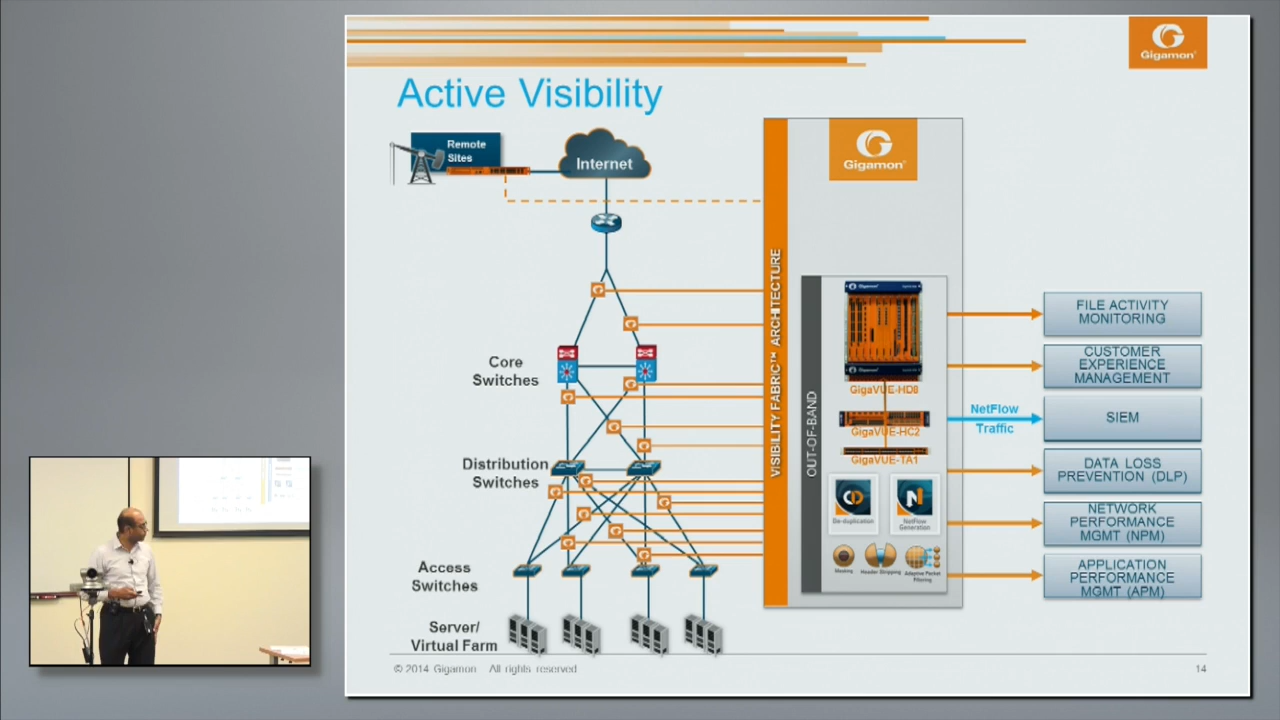 Gigamon®
Active Visibility
Remote
Sites
Internet
Gigamon®
VISIBILITY FABRIC™ ARCHITECTURE
OUT-OF-BAND
GigaVUE-HD8
GigaVUE-HC2
GigaVUE-TA1
De-duplication
NetFlow
Generation
Masking
Header Stripping
Adaptive Packet
Filtering
FILE ACTIVITY
MONITORING
CUSTOMER
EXPERIENCE
MANAGEMENT
NetFlow
Traffic
SIEM
DATA LOSS
PREVENTION (DLP)
NETWORK
PERFORMANCE
MGMT (NPM)
APPLICATION
PERFORMANCE
MGMT (APM)
Core
Switches
Distribution
Switches
Access
Switches
Server/
Virtual Farm
© 2014 Gigamon All rights reserved
14